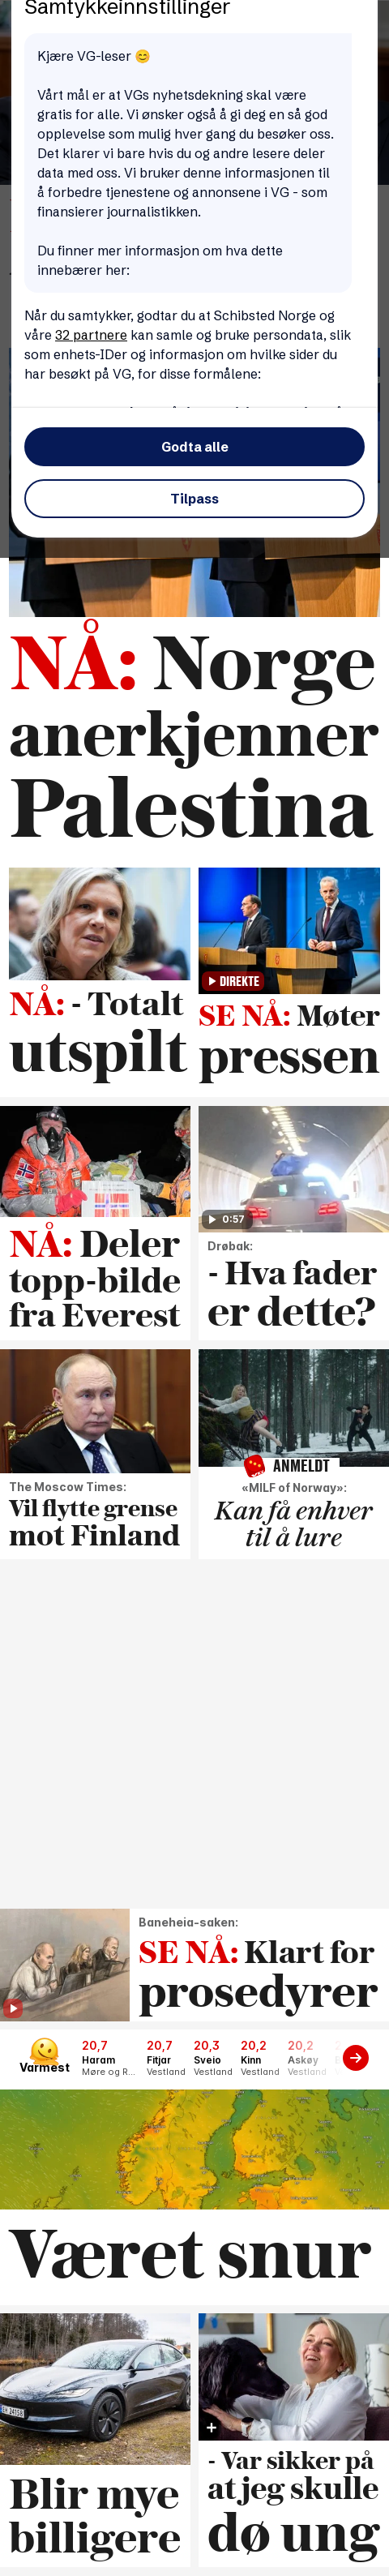 Samtykkeinnstillinger
Kjære VG-leser 😊
Vårt mål er at VGs nyhetsdekning skal være
gratis for alle. Vi ønsker også å gi deg en så god
opplevelse som mulig hver gang du besøker oss.
Det klarer vi bare hvis du og andre lesere deler
data med oss. Vi bruker denne informasjonen til
å forbedre tjenestene og annonsene i VG - som
finansierer journalistikken.
Du finner mer informasjon om hva dette
innebærer her:
Når du samtykker, godtar du at Schibsted Norge og
våre 32 partnere kan samle og bruke persondata, slik
som enhets-IDer og informasjon om hvilke sider du
har besøkt på VG, for disse formålene:
Godta alle
Tilpass
NÅ: Norge
anerkjenner
Palestina
NÅ: - Totalt
utspilt
DIREKTE
SE NÅ: Møter
pressen
NÅ: Deler
topp-bilde
fra Everest
0:57
Drøbak:
- Hva fader
er dette?
The Moscow Times:
Vil flytte grense
mot Finland
ANMELDT
«MILF of Norway»:
Kan få enhver
til å lure
Baneheia-saken:
SE NÅ: Klart for
prosedyrer
Varmest
20,7 20,7 20,3 20,2 20,2
Haram Fitjar Sveio Kinn Askøy
Møre og R... Vestland Vestland Vestland Vestland
Været snur
Blir mye
billigere
- Var sikker på
at jeg skulle
dø ung